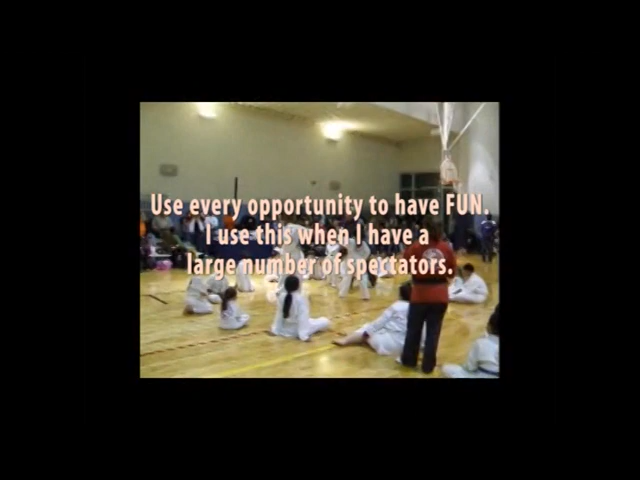 Use every opportunity to have FUN.
I use this when I have a
large number of spectators.